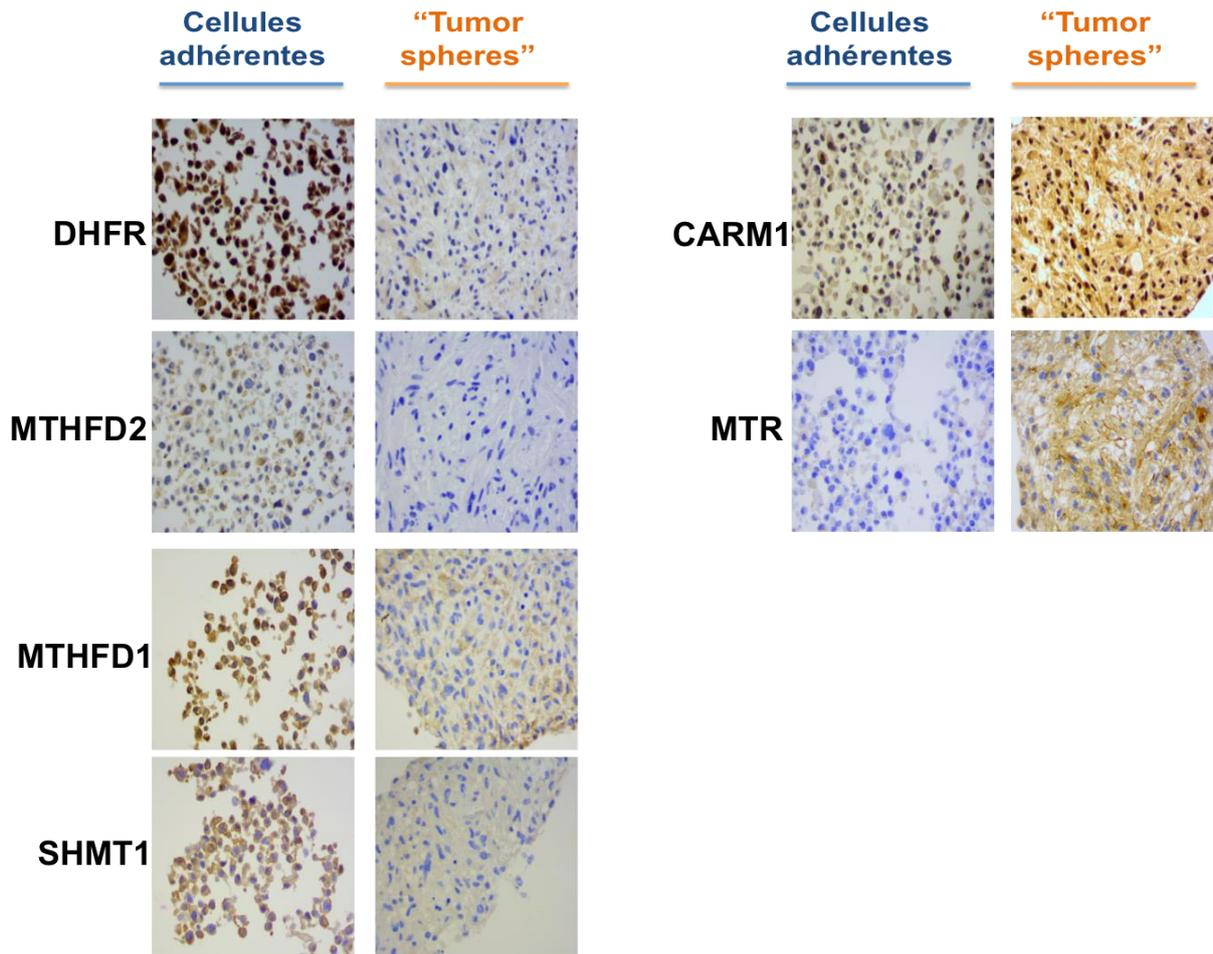 Cellules
adhérentes
“Tumor
spheres”
DHFR
MTHFD2
MTHFD1
SHMT1
Cellules
adhérentes
“Tumor
spheres”
CARM1
MTR